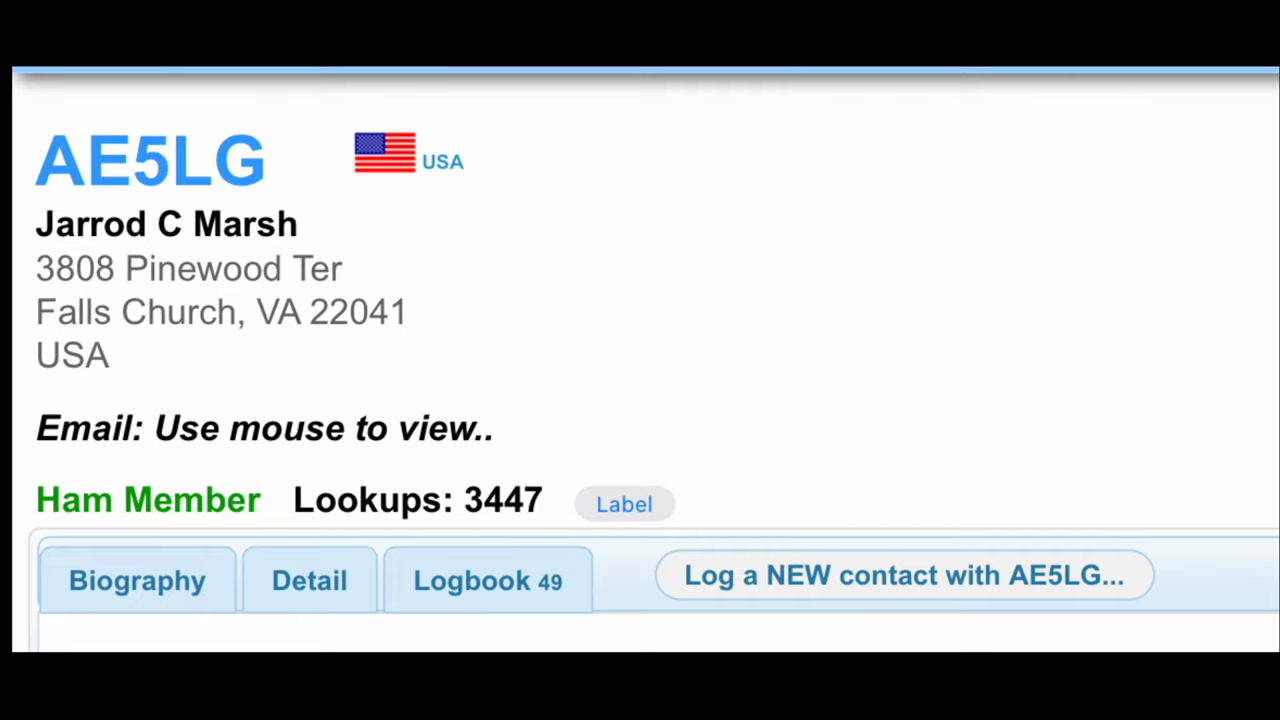 AE5LG USA
Jarrod C Marsh
3808 Pinewood Ter
Falls Church, VA 22041
USA
Email: Use mouse to view..
Ham Member Lookups: 3447 Label
Biography Detail Logbook 49 Log a NEW contact with AE5LG...